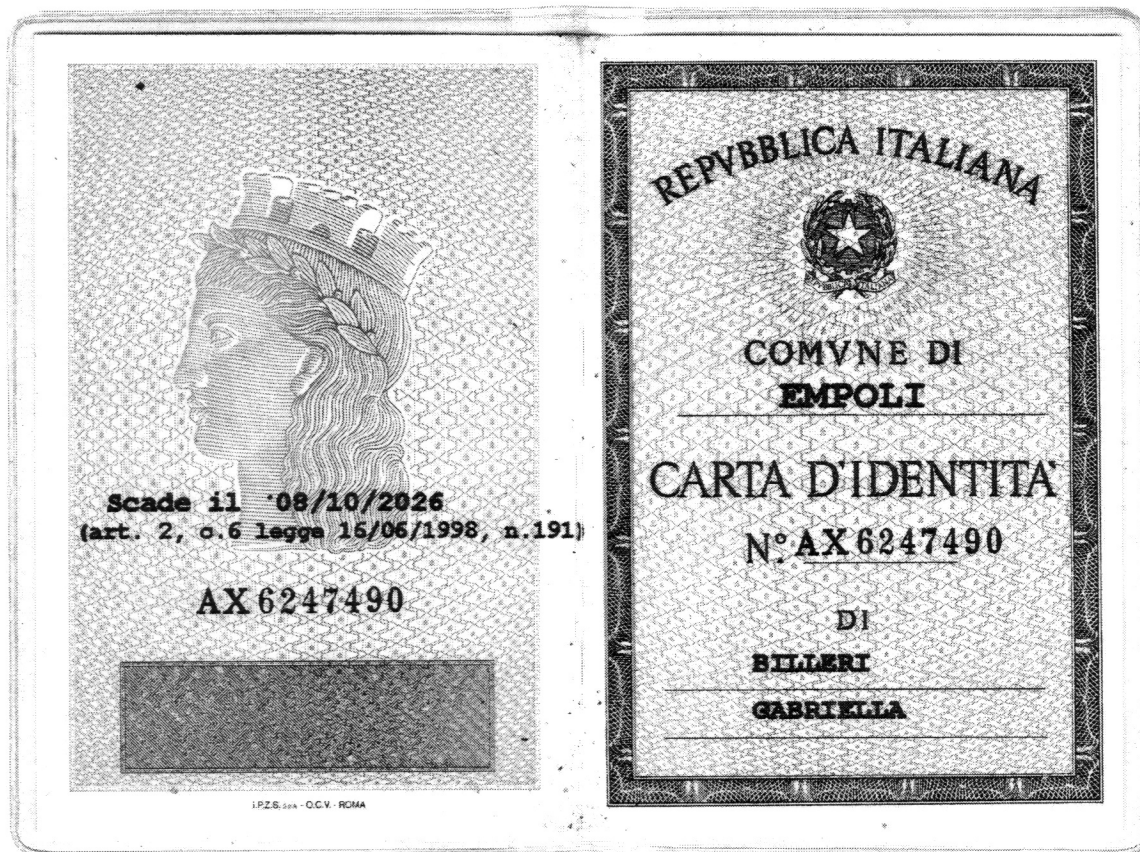 Scade il 08/10/2026
(art. 2, c.6 legge 16/06/1998, n.191)
AX 6247490
I.P.Z.S. S.p.A. - O.C.V. - ROMA
REPVBBLICA ITALIANA
COMVNE DI
EMPOLI
CARTA D'IDENTITA'
N.° AX 6247490
DI
BILLERI
GABRIELLA